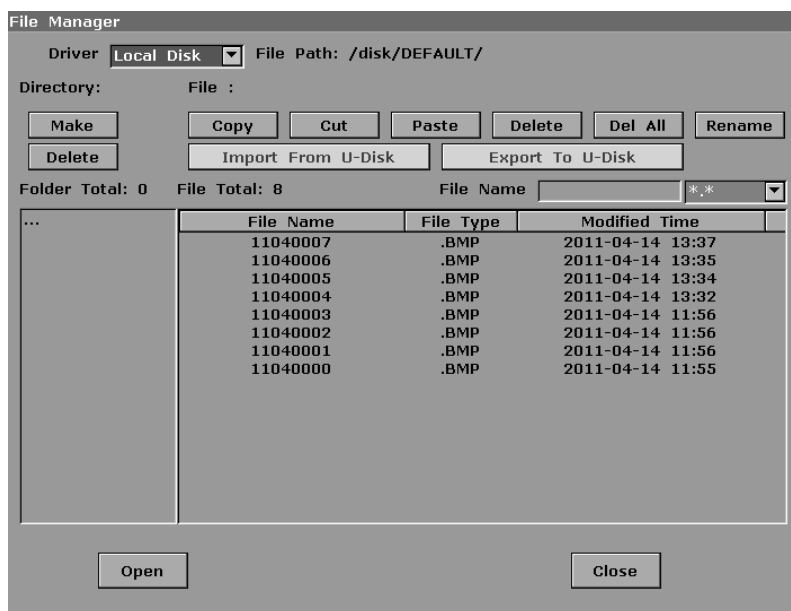 File Manager
Driver Local Disk File Path: /disk/DEFAULT/
Directory: File :
Make Copy Cut Paste Delete Del All Rename
Delete Import From U-Disk Export To U-Disk
Folder Total: 0 File Total: 8 File Name *.*
... File Name File Type Modified Time
11040007 .BMP 2011-04-14 13:37
11040006 .BMP 2011-04-14 13:35
11040005 .BMP 2011-04-14 13:34
11040004 .BMP 2011-04-14 13:32
11040003 .BMP 2011-04-14 11:56
11040002 .BMP 2011-04-14 11:56
11040001 .BMP 2011-04-14 11:56
11040000 .BMP 2011-04-14 11:55
Open Close